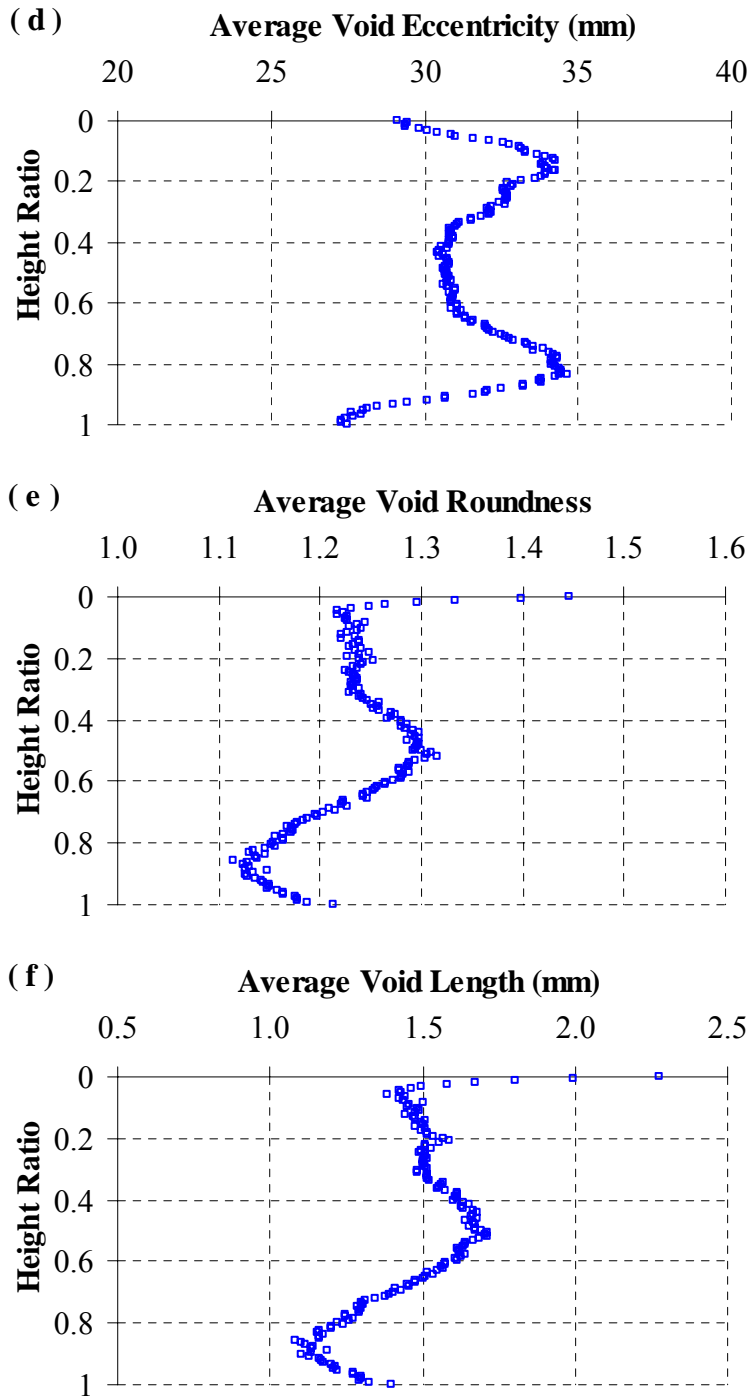 ( d ) Average Void Eccentricity (mm)
20 25 30 35 40
0
0.2
0.4
0.6
0.8
1
Height Ratio
( e ) Average Void Roundness
1.0 1.1 1.2 1.3 1.4 1.5 1.6
0
0.2
0.4
0.6
0.8
1
Height Ratio
( f ) Average Void Length (mm)
0.5 1.0 1.5 2.0 2.5
0
0.2
0.4
0.6
0.8
1
Height Ratio